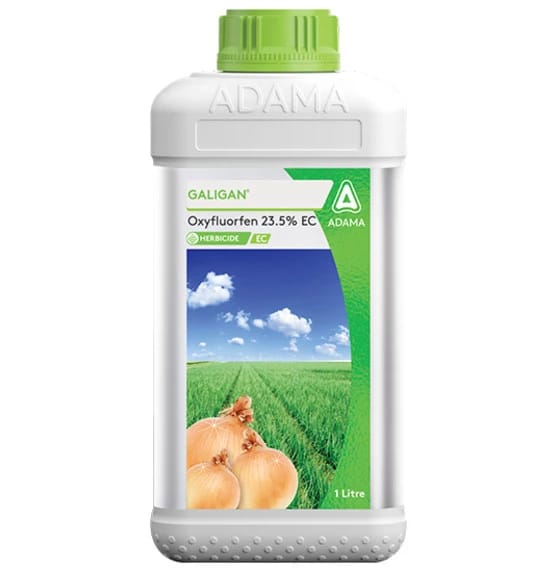 ADAMA
GALIGAN®
Oxyfluorfen 23.5% EC
ADAMA
HERBICIDE EC
1 Litre